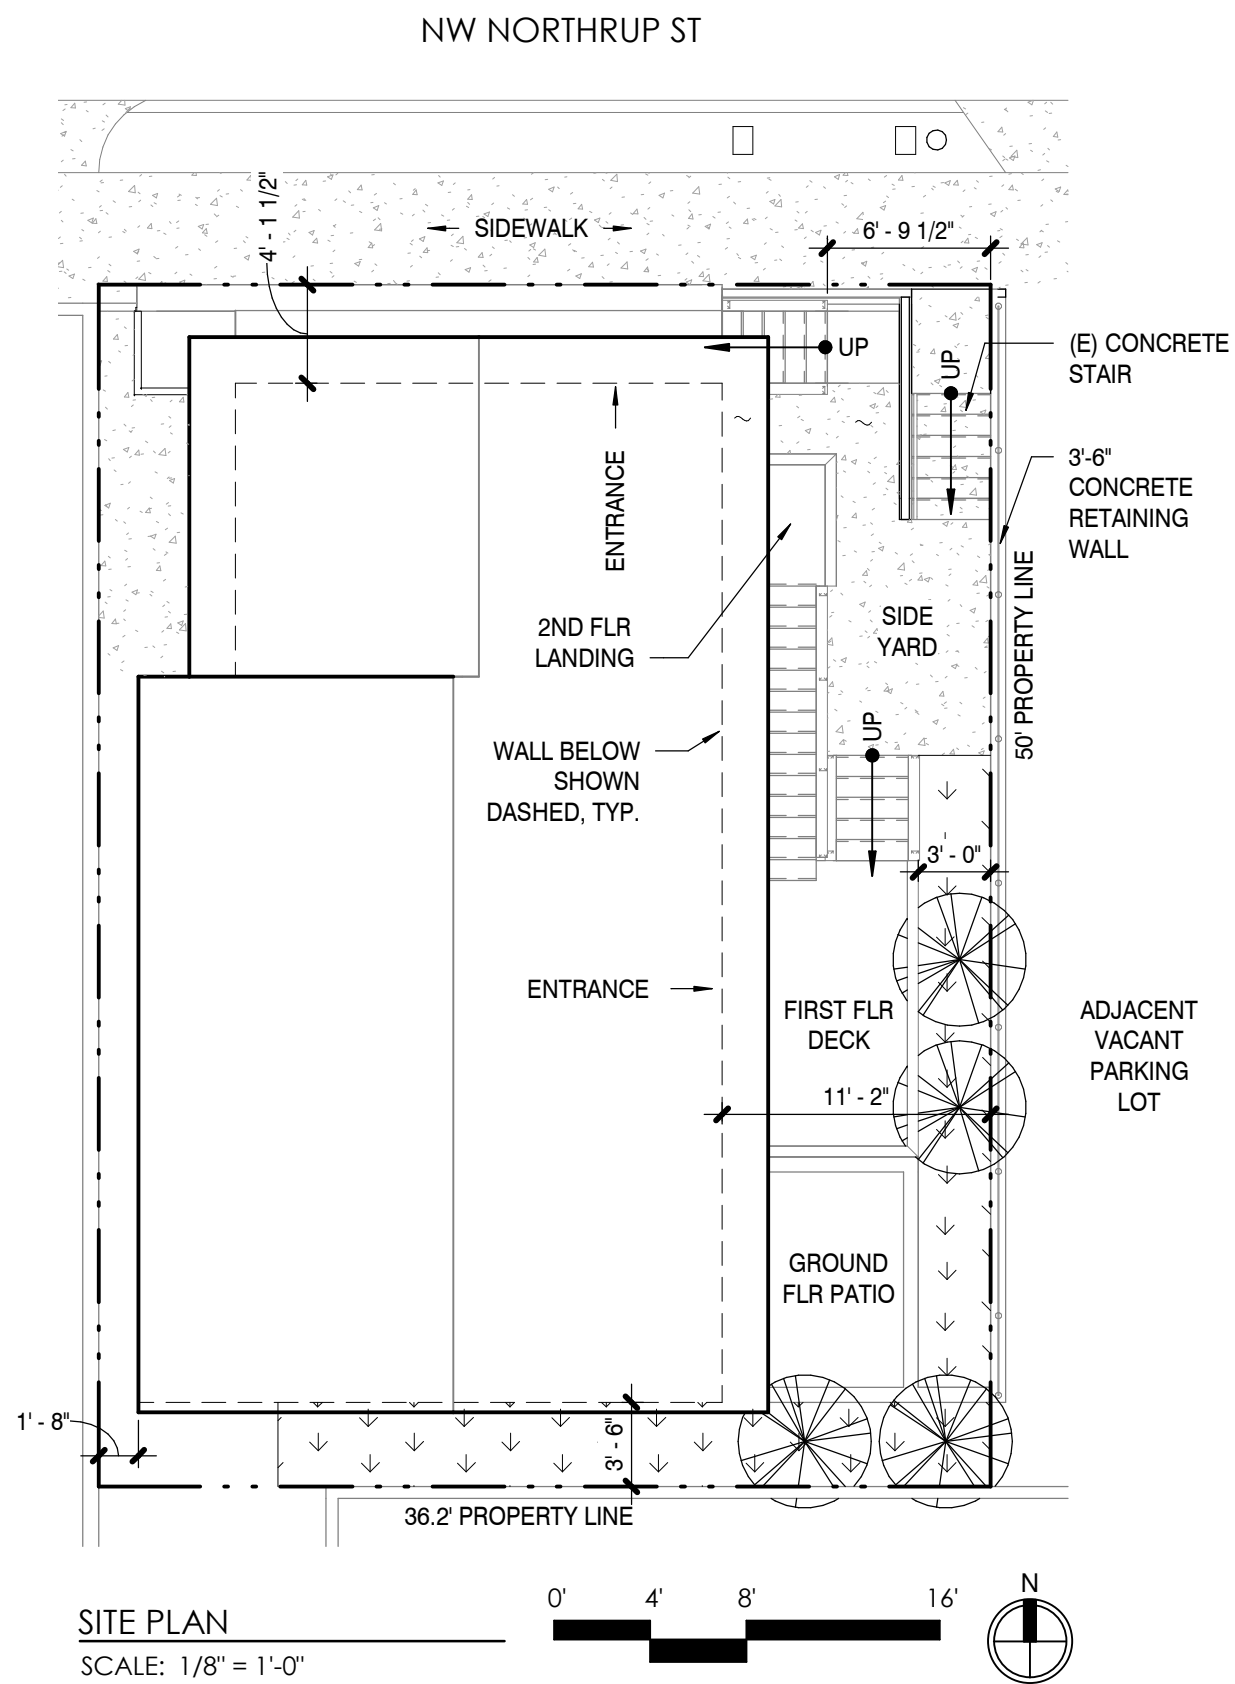 NW NORTHRUP ST
4' - 1 1/2"
SIDEWALK
6' - 9 1/2"
UP
UP
(E) CONCRETE
STAIR
ENTRANCE
3'-6"
CONCRETE
RETAINING
WALL
2ND FLR
LANDING
SIDE
YARD
50' PROPERTY LINE
UP
WALL BELOW
SHOWN
DASHED, TYP.
3' - 0"
ENTRANCE
FIRST FLR
DECK
ADJACENT
VACANT
PARKING
LOT
11' - 2"
GROUND
FLR PATIO
1' - 8"
3' - 6"
36.2' PROPERTY LINE
SITE PLAN
SCALE: 1/8" = 1'-0"
0' 4' 8' 16'
N